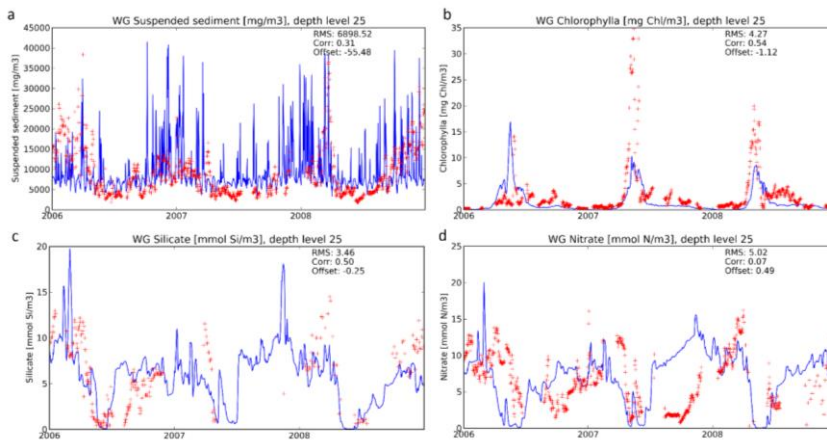 a
WG Suspended sediment [mg/m3], depth level 25
RMS: 6898.52
Corr: 0.31
Offset: -55.48
Suspended sediment [mg/m3]
45000
40000
35000
30000
25000
20000
15000
10000
5000
0
2006
2007
2008
b
WG Chlorophylla [mg Chl/m3], depth level 25
RMS: 4.27
Corr: 0.54
Offset: -1.12
Chlorophylla [mg Chl/m3]
35
30
25
20
15
10
5
0
2006
2007
2008
c
WG Silicate [mmol Si/m3], depth level 25
RMS: 3.46
Corr: 0.50
Offset: -0.25
Silicate [mmol Si/m3]
20
15
10
5
0
2006
2007
2008
d
WG Nitrate [mmol N/m3], depth level 25
RMS: 5.02
Corr: 0.07
Offset: 0.49
Nitrate [mmol N/m3]
25
20
15
10
5
0
2006
2007
2008